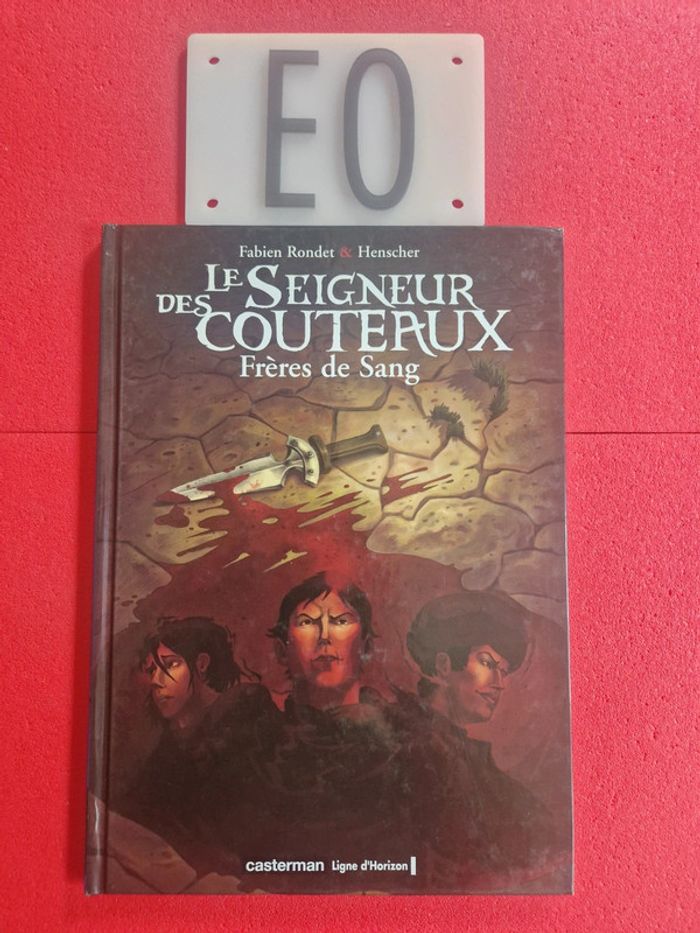 EO
Fabien Rondet & Henscher
LE SEIGNEUR
DES COUTEAUX
Frères de Sang
casterman Ligne d'Horizon